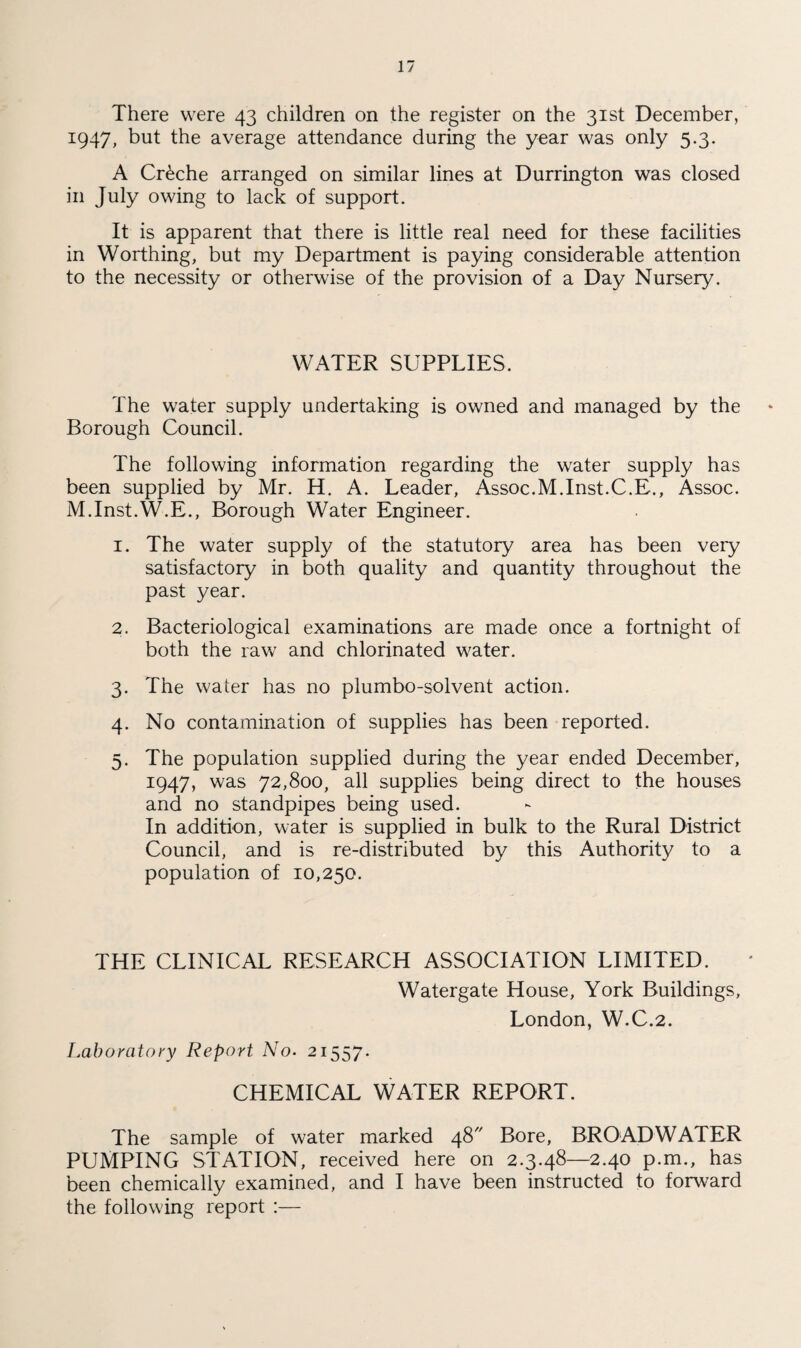 17
There were 43 children on the register on the 31st December,
1947, but the average attendance during the year was only 5.3.
A Crèche arranged on similar lines at Durrington was closed
in July owing to lack of support.
It is apparent that there is little real need for these facilities
in Worthing, but my Department is paying considerable attention
to the necessity or otherwise of the provision of a Day Nursery.
WATER SUPPLIES.
The water supply undertaking is owned and managed by the
Borough Council.
The following information regarding the water supply has
been supplied by Mr. H. A. Leader, Assoc.M.Inst.C.E., Assoc.
M.Inst.W.E., Borough Water Engineer.
1. The water supply of the statutory area has been very
satisfactory in both quality and quantity throughout the
past year.
2. Bacteriological examinations are made once a fortnight of
both the raw and chlorinated water.
3. The water has no plumbo-solvent action.
4. No contamination of supplies has been reported.
5. The population supplied during the year ended December,
1947, was 72,800, all supplies being direct to the houses
and no standpipes being used.
In addition, water is supplied in bulk to the Rural District
Council, and is re-distributed by this Authority to a
population of 10,250.
THE CLINICAL RESEARCH ASSOCIATION LIMITED.
Watergate House, York Buildings,
London, W.C.2.
Laboratory Report No. 21557.
CHEMICAL WATER REPORT.
The sample of water marked 48" Bore, BROADWATER
PUMPING STATION, received here on 2.3.48—2.40 p.m., has
been chemically examined, and I have been instructed to forward
the following report :—